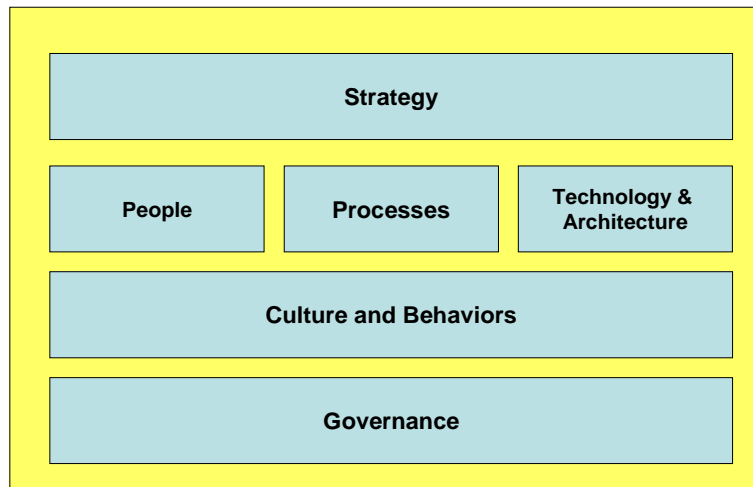 Strategy
People
Processes
Technology &
Architecture
Culture and Behaviors
Governance